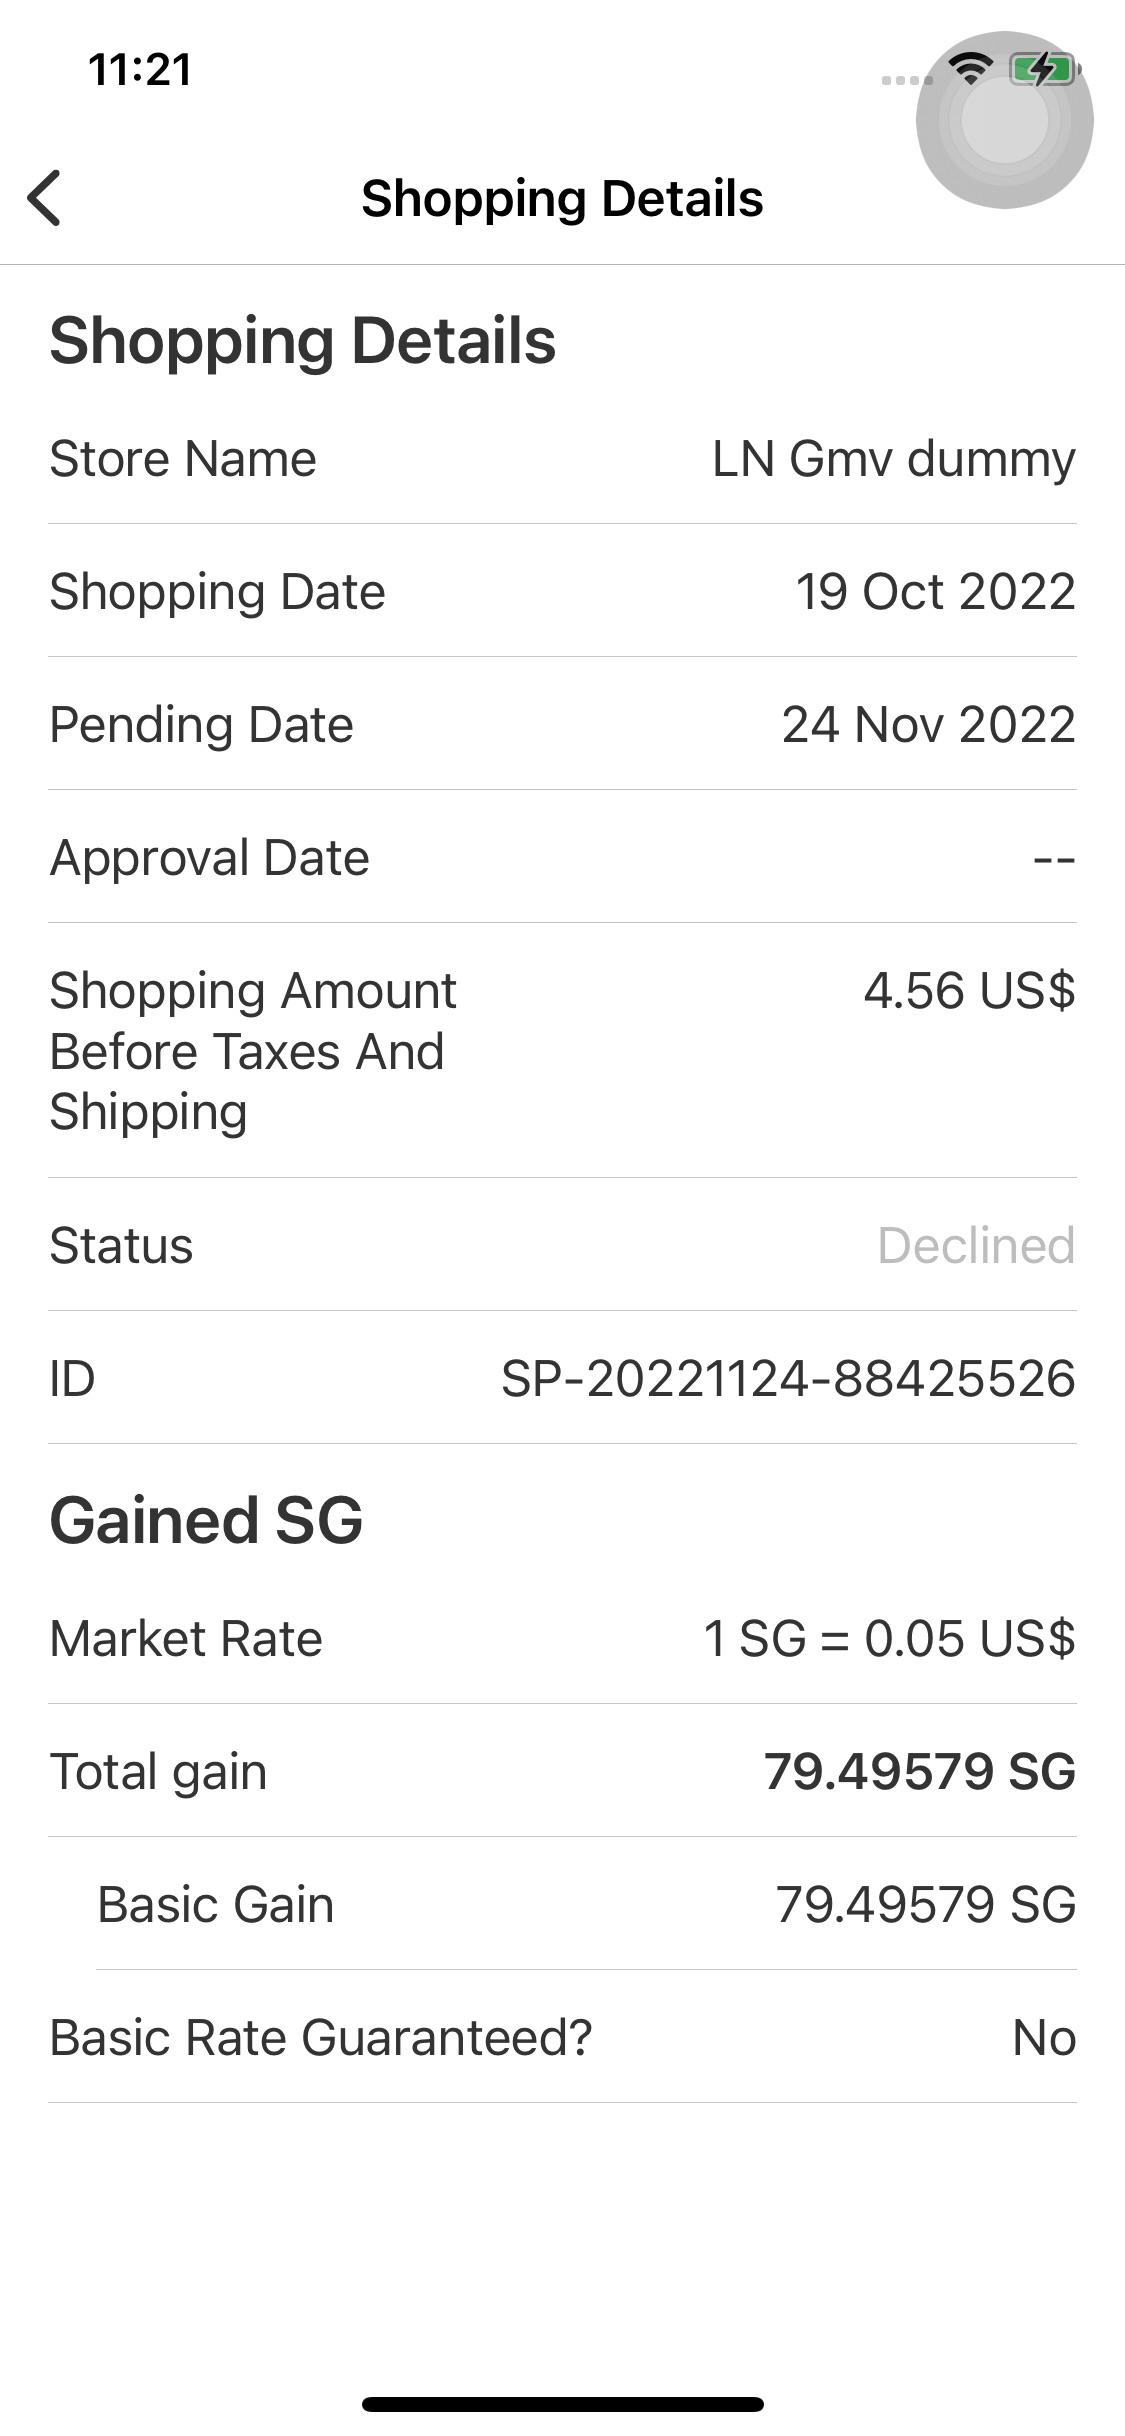 11:21
Shopping Details
Shopping Details
Store Name LN Gmv dummy
Shopping Date 19 Oct 2022
Pending Date 24 Nov 2022
Approval Date --
Shopping Amount 4.56 US$
Before Taxes And
Shipping
Status Declined
ID SP-20221124-88425526
Gained SG
Market Rate 1 SG = 0.05 US$
Total gain 79.49579 SG
Basic Gain 79.49579 SG
Basic Rate Guaranteed? No